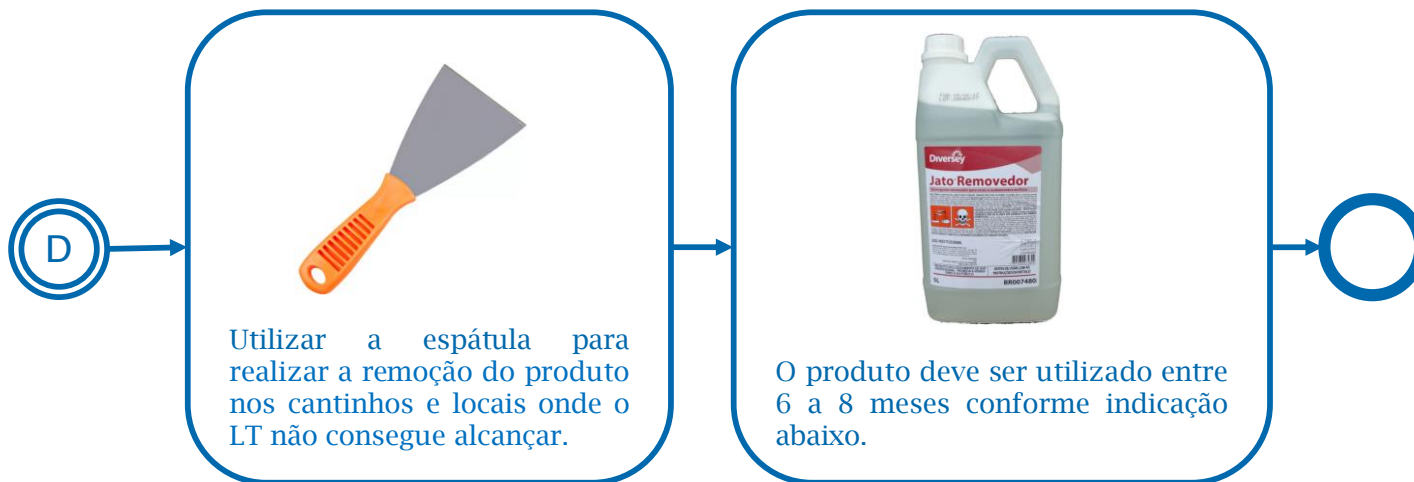 D
Utilizar a espátula para
realizar a remoção do produto
nos cantinhos e locais onde o
LT não consegue alcançar.
Diversey
Jato Removedor
5L
BR007480
O produto deve ser utilizado entre
6 a 8 meses conforme indicação
abaixo.